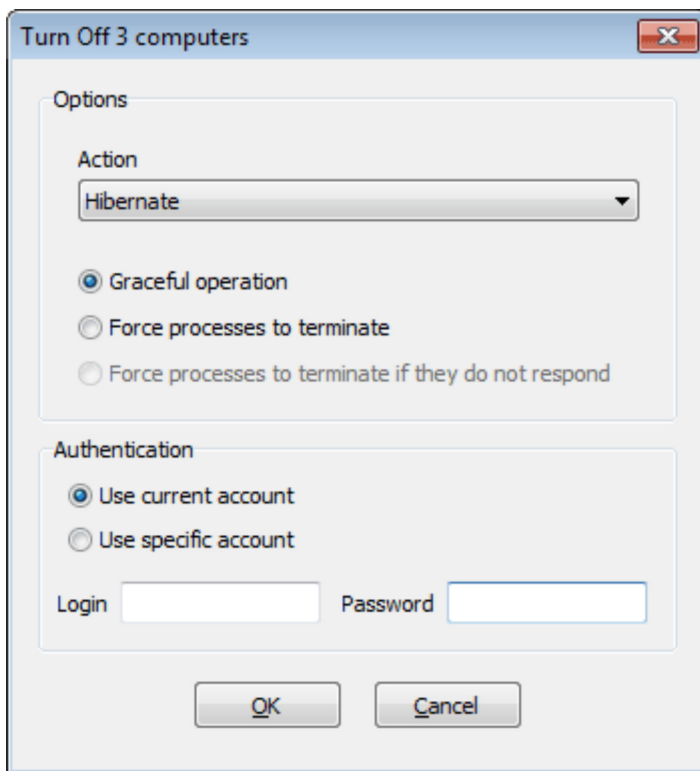 Turn Off 3 computers
Options
Action
Hibernate
Graceful operation
Force processes to terminate
Force processes to terminate if they do not respond
Authentication
Use current account
Use specific account
Login Password
OK Cancel